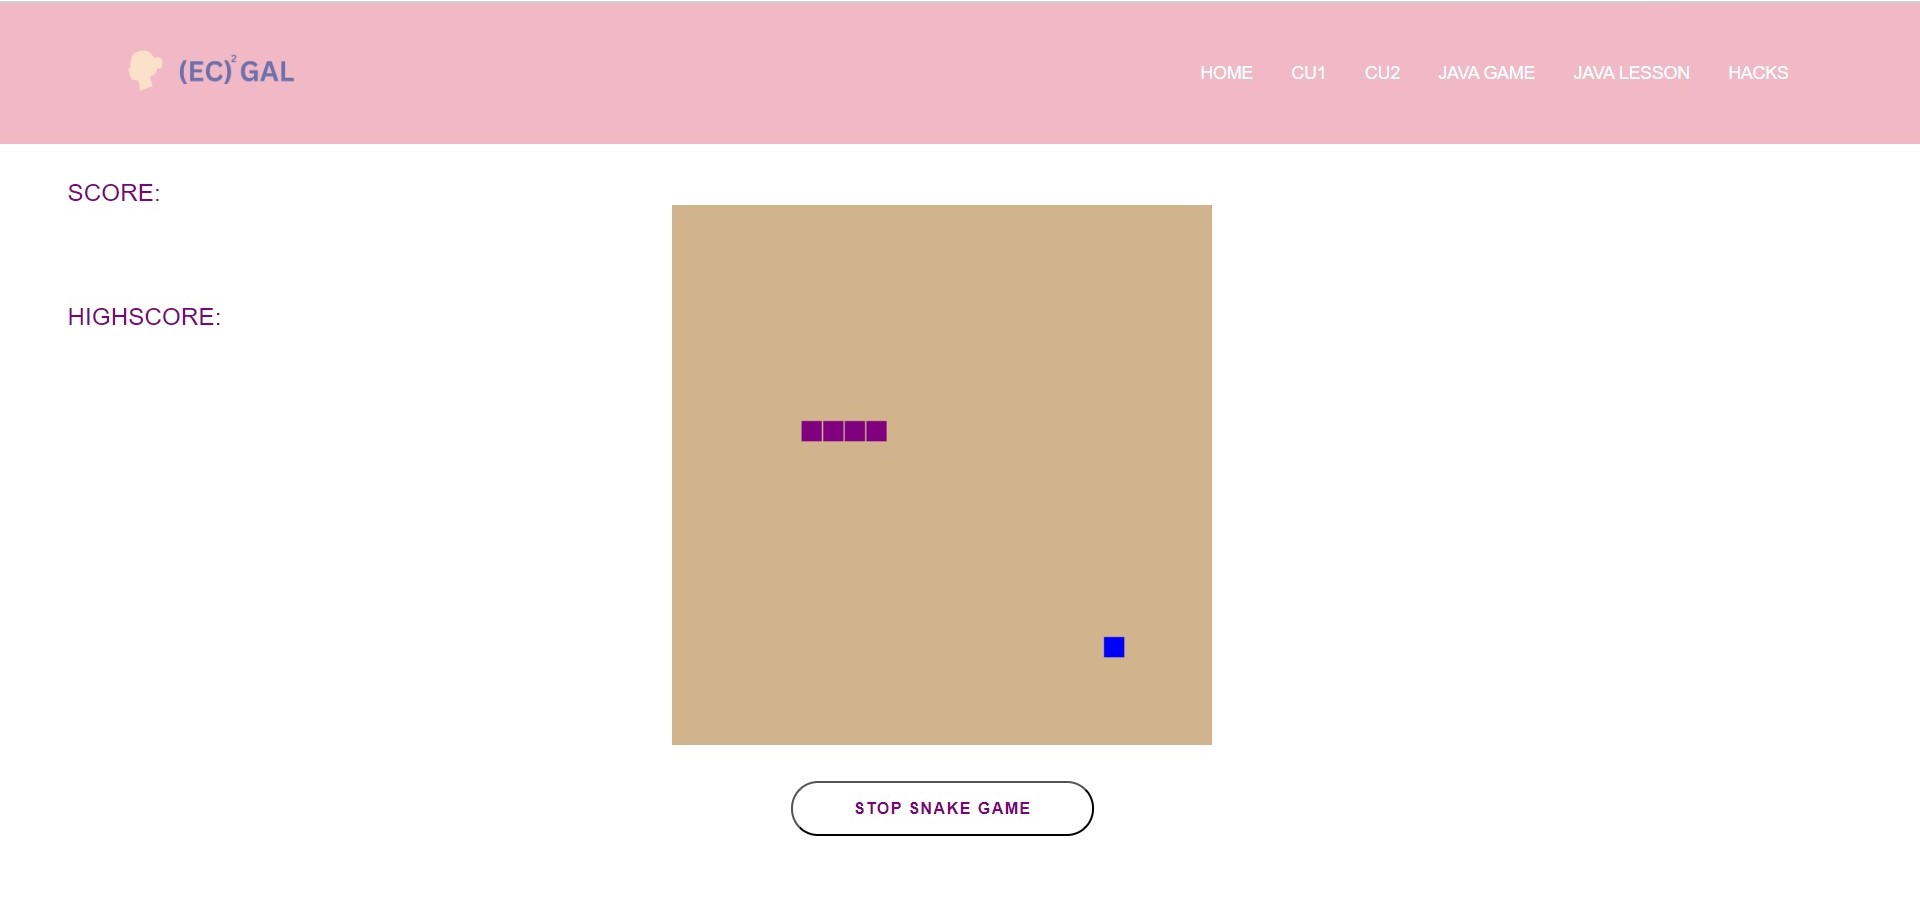 (EC)² GAL
HOME CU1 CU2 JAVA GAME JAVA LESSON HACKS
SCORE:
HIGHSCORE:
STOP SNAKE GAME